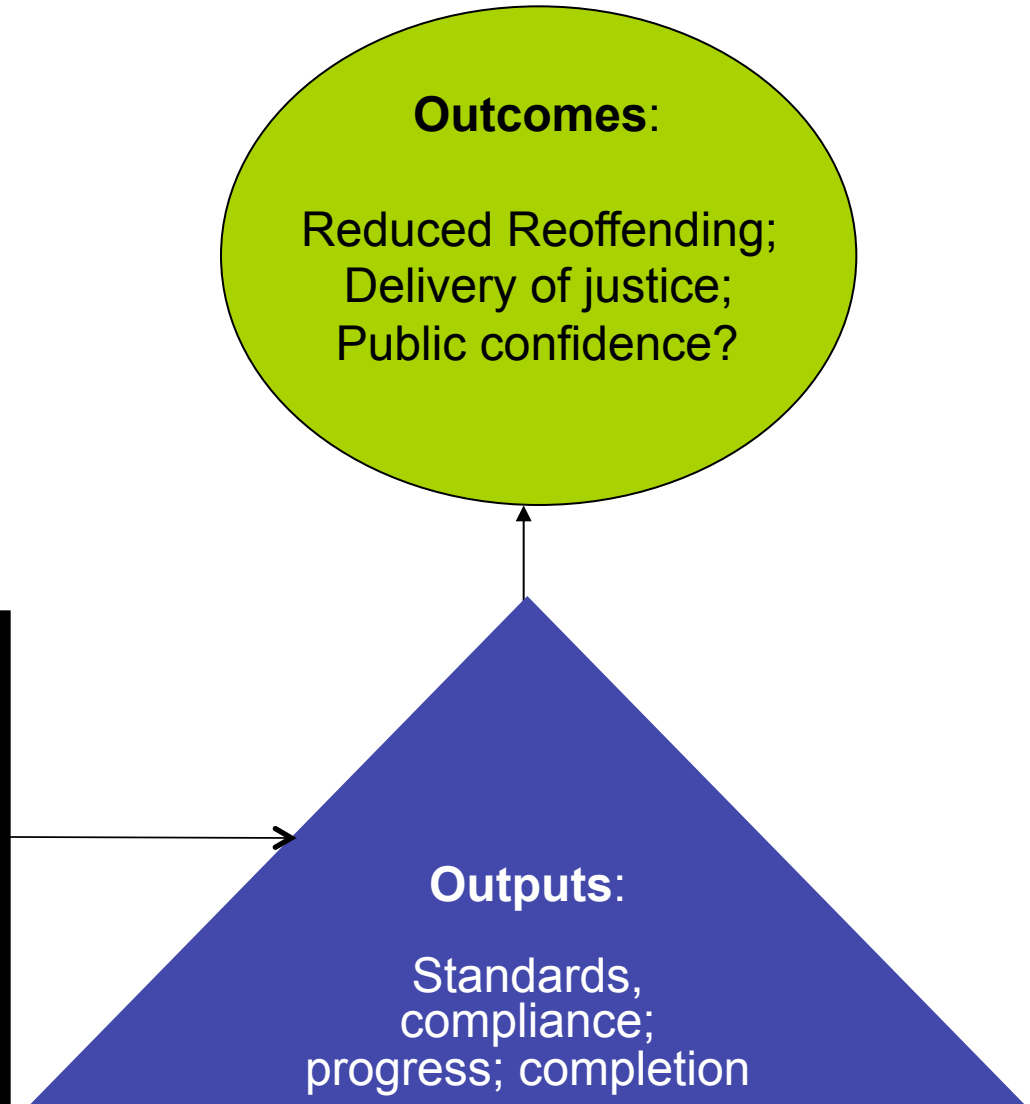 Outcomes:
Reduced Reoffending;
Delivery of justice;
Public confidence?
Outputs:
Standards,
compliance;
progress; completion